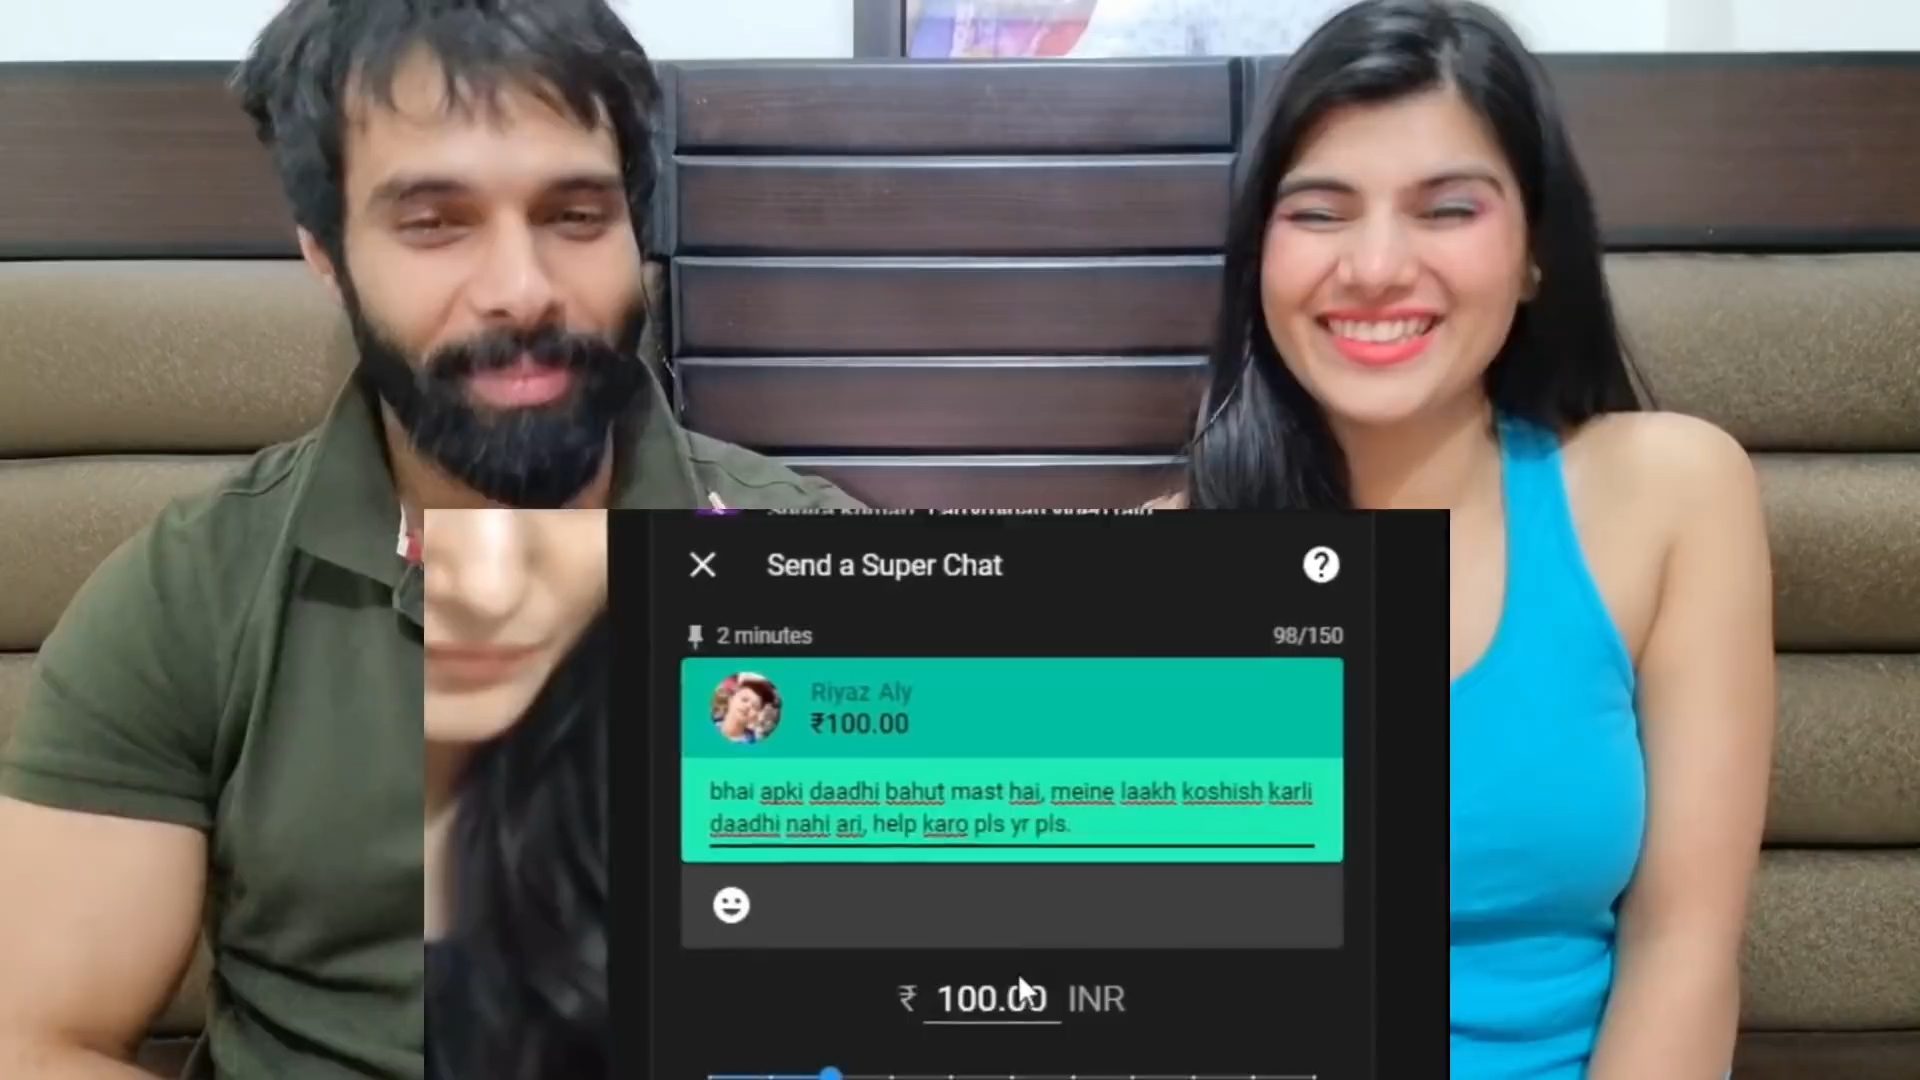 Send a Super Chat
2 minutes
98/150
Riyaz Aly
₹100.00
bhai apki daadhi bahut mast hai, meine laakh koshish karli
daadhi nahi ari, help karo pls yr pls.
₹ 100.00 INR